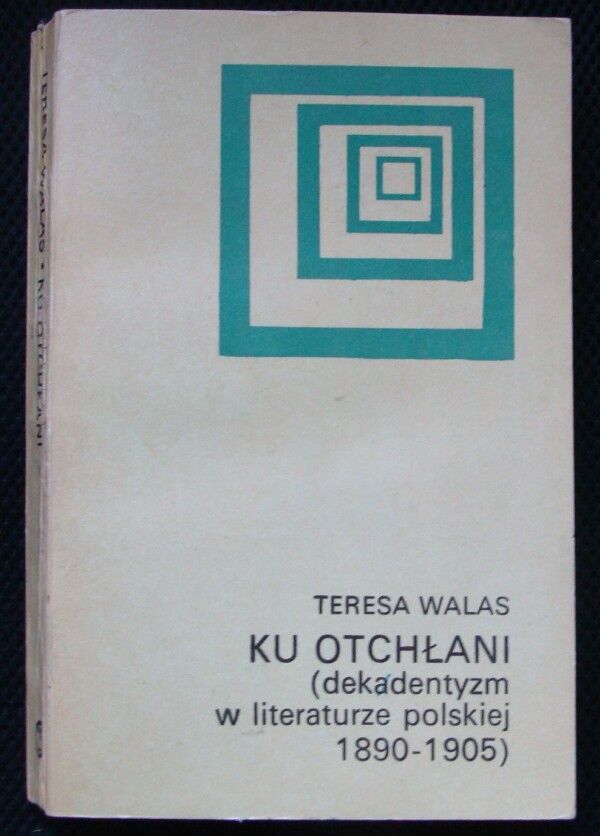 TERESA WALAS
KU OTCHŁANI
(dekadentyzm
w literaturze polskiej
1890-1905)
TERESA WALAS • KU OTCHŁANI